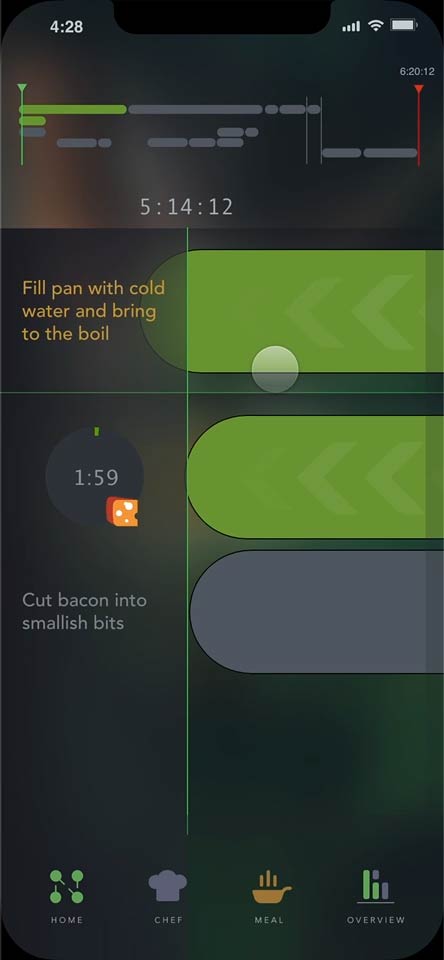 4:28
6:20:12
5:14:12
Fill pan with cold
water and bring
to the boil
1:59
Cut bacon into
smallish bits
HOME
CHEF
MEAL
OVERVIEW